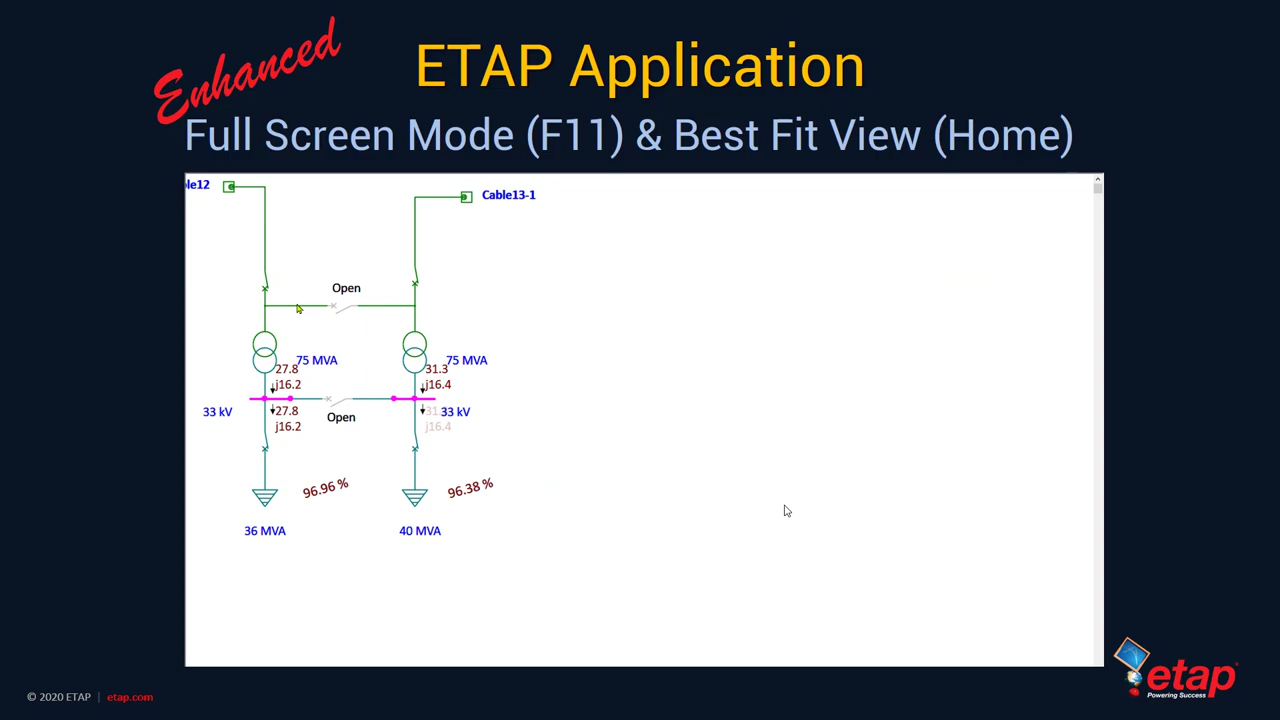 Enhanced
ETAP Application
Full Screen Mode (F11) & Best Fit View (Home)
le12
Cable13-1
Open
75 MVA
75 MVA
27.8
j16.2
31.3
j16.4
33 kV
27.8
j16.2
Open
33 kV
j16.4
96.96 %
96.38 %
36 MVA
40 MVA
etap
Powering Success
© 2020 ETAP | etap.com